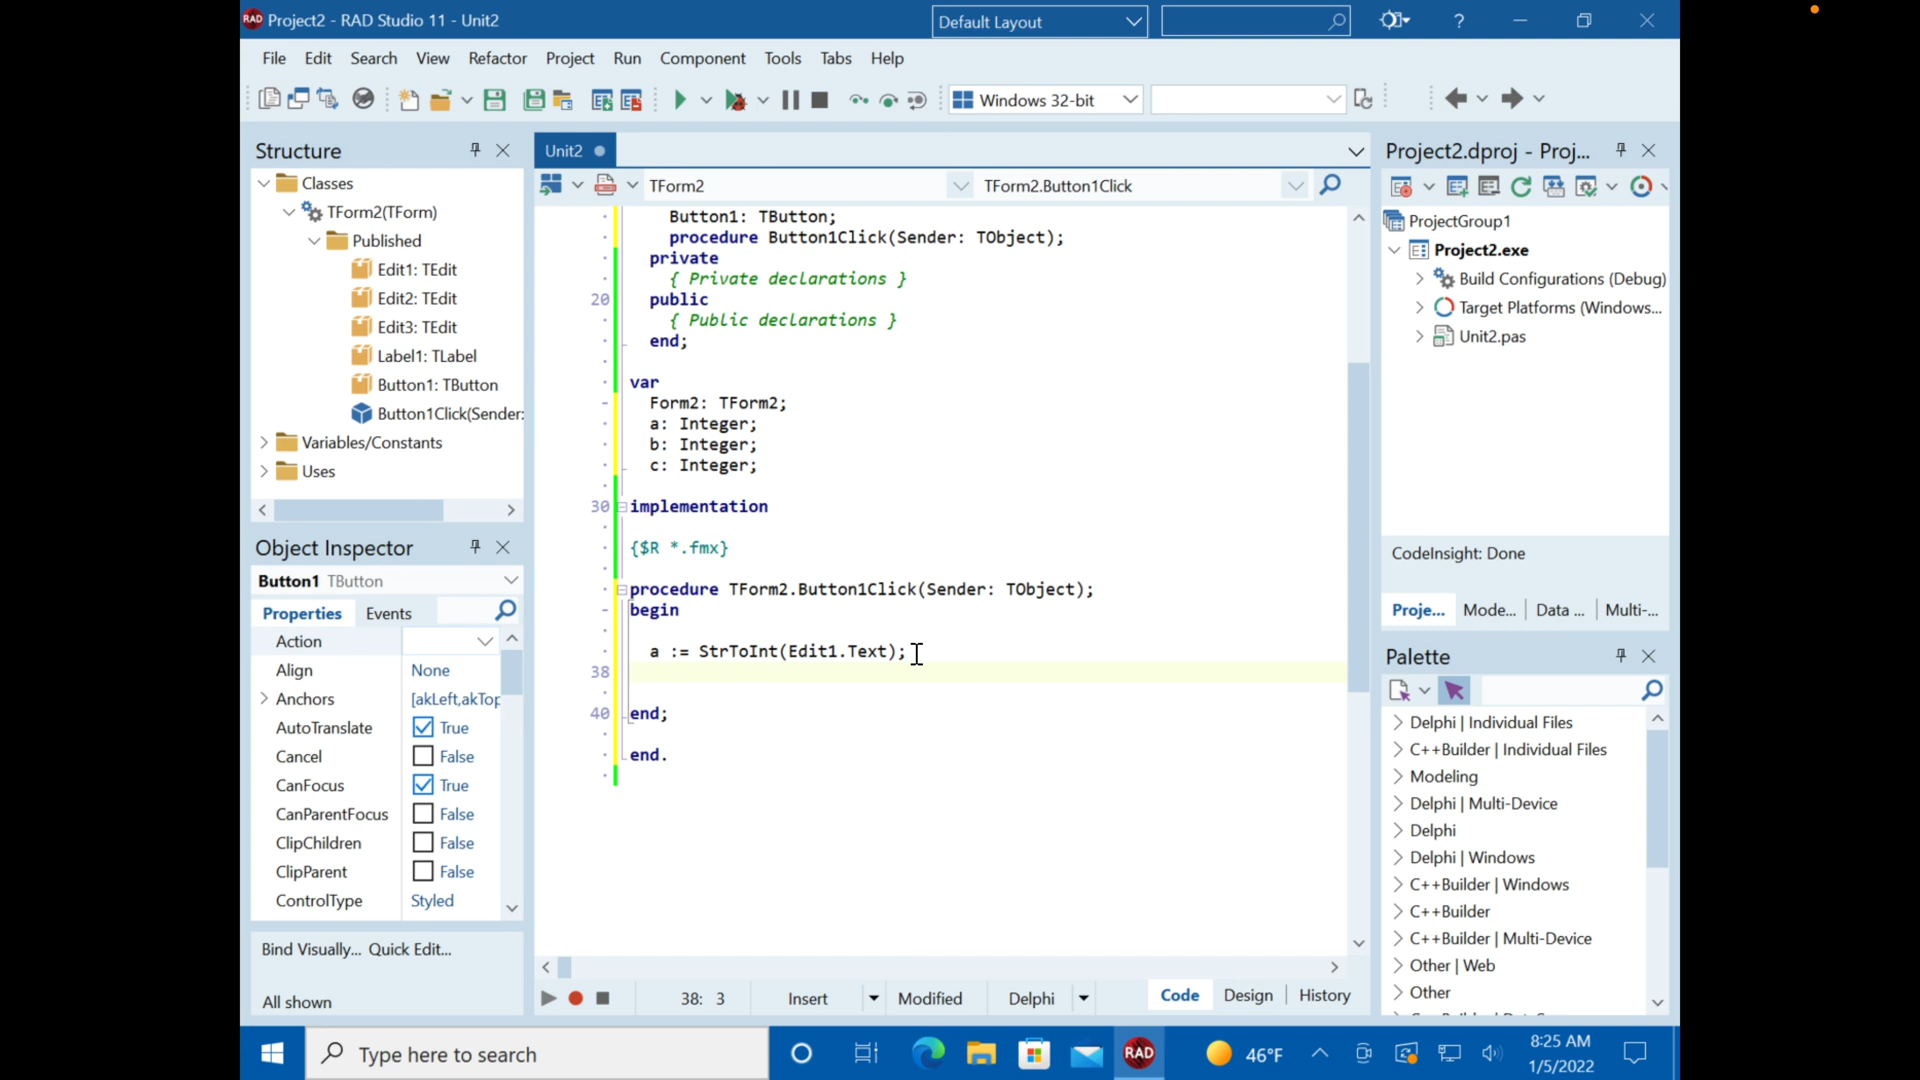 RAD Project2 - RAD Studio 11 - Unit2
Default Layout
?
File Edit Search View Refactor Project Run Component Tools Tabs Help
Windows 32-bit
Structure
Classes
TForm2(TForm)
Published
Edit1: TEdit
Edit2: TEdit
Edit3: TEdit
Label1: TLabel
Button1: TButton
Button1Click(Sender:
Variables/Constants
Uses
Object Inspector
Button1 TButton
Properties Events
Action
Align None
Anchors [akLeft,akTop
AutoTranslate True
Cancel False
CanFocus True
CanParentFocus False
ClipChildren False
ClipParent False
ControlType Styled
Bind Visually... Quick Edit...
All shown
Unit2
TForm2 TForm2.Button1Click
Button1: TButton;
procedure Button1Click(Sender: TObject);
private
{ Private declarations }
20 public
{ Public declarations }
end;
var
Form2: TForm2;
a: Integer;
b: Integer;
c: Integer;
30 implementation
{$R *.fmx}
procedure TForm2.Button1Click(Sender: TObject);
begin
a := StrToInt(Edit1.Text);
38
40 end;
end.
38: 3 Insert Modified Delphi Code Design History
Project2.dproj - Proj...
ProjectGroup1
Project2.exe
Build Configurations (Debug)
Target Platforms (Windows...
Unit2.pas
CodeInsight: Done
Proje... Mode... Data ... Multi-...
Palette
Delphi | Individual Files
C++Builder | Individual Files
Modeling
Delphi | Multi-Device
Delphi
Delphi | Windows
C++Builder | Windows
C++Builder
C++Builder | Multi-Device
Other | Web
Other
Type here to search
RAD
46°F
8:25 AM
1/5/2022